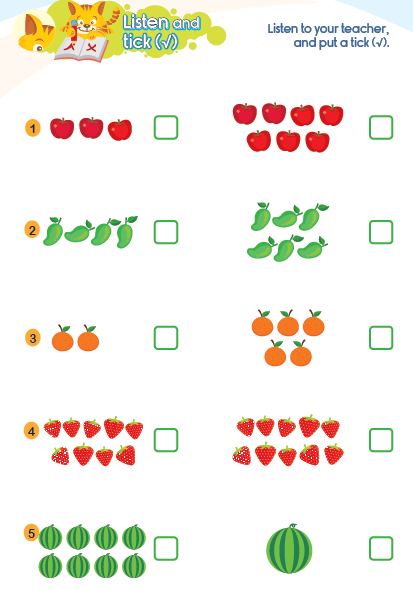 Listen and
tick (√)
Listen to your teacher,
and put a tick (√).
1
2
3
4
5